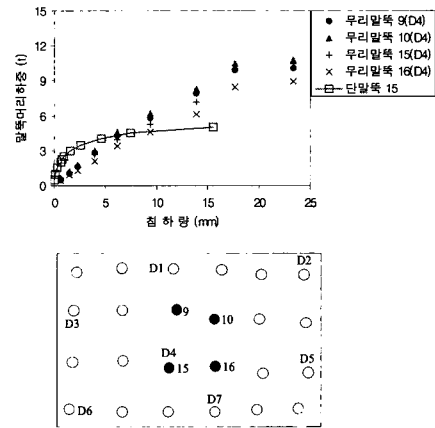 15
12
9
6
3
0
말뚝머리하중 (t)
0 5 10 15 20 25
침 하 량 (mm)
무리말뚝 9(D4)
무리말뚝 10(D4)
무리말뚝 15(D4)
무리말뚝 16(D4)
단말뚝 15
D1
D2
D3
9
10
D4
15
16
D5
D6
D7